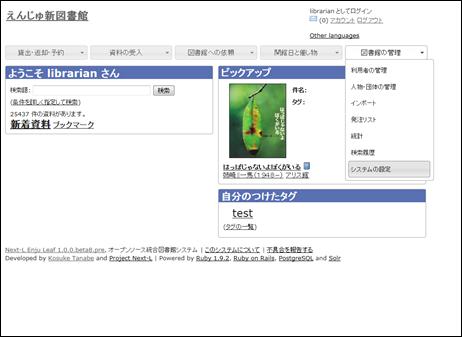 えんじゅ新図書館
librarian としてログイン
(0) アカウント ログアウト
Other languages
貸出・返却・予約
資料の受入
図書館への依頼
開館日と催し物
図書館の管理
ようこそ librarian さん
検索語:
検索
(条件を詳しく指定して検索)
25437 件の資料があります。
新着資料 ブックマーク
ピックアップ
件名:
タグ:
はっぱじゃないよぼくがいる
姉崎 一馬(1948-) アリス館
自分のつけたタグ
test
(タグの一覧)
利用者の管理
人物・団体の管理
インポート
発注リスト
統計
検索履歴
システムの設定
Next-L Enju Leaf 1.0.0.beta8.pre, オープンソース統合図書館システム | このシステムについて | 不具合を報告する
Developed by Kosuke Tanabe and Project Next-L | Powered by Ruby 1.9.2, Ruby on Rails, PostgreSQL and Solr